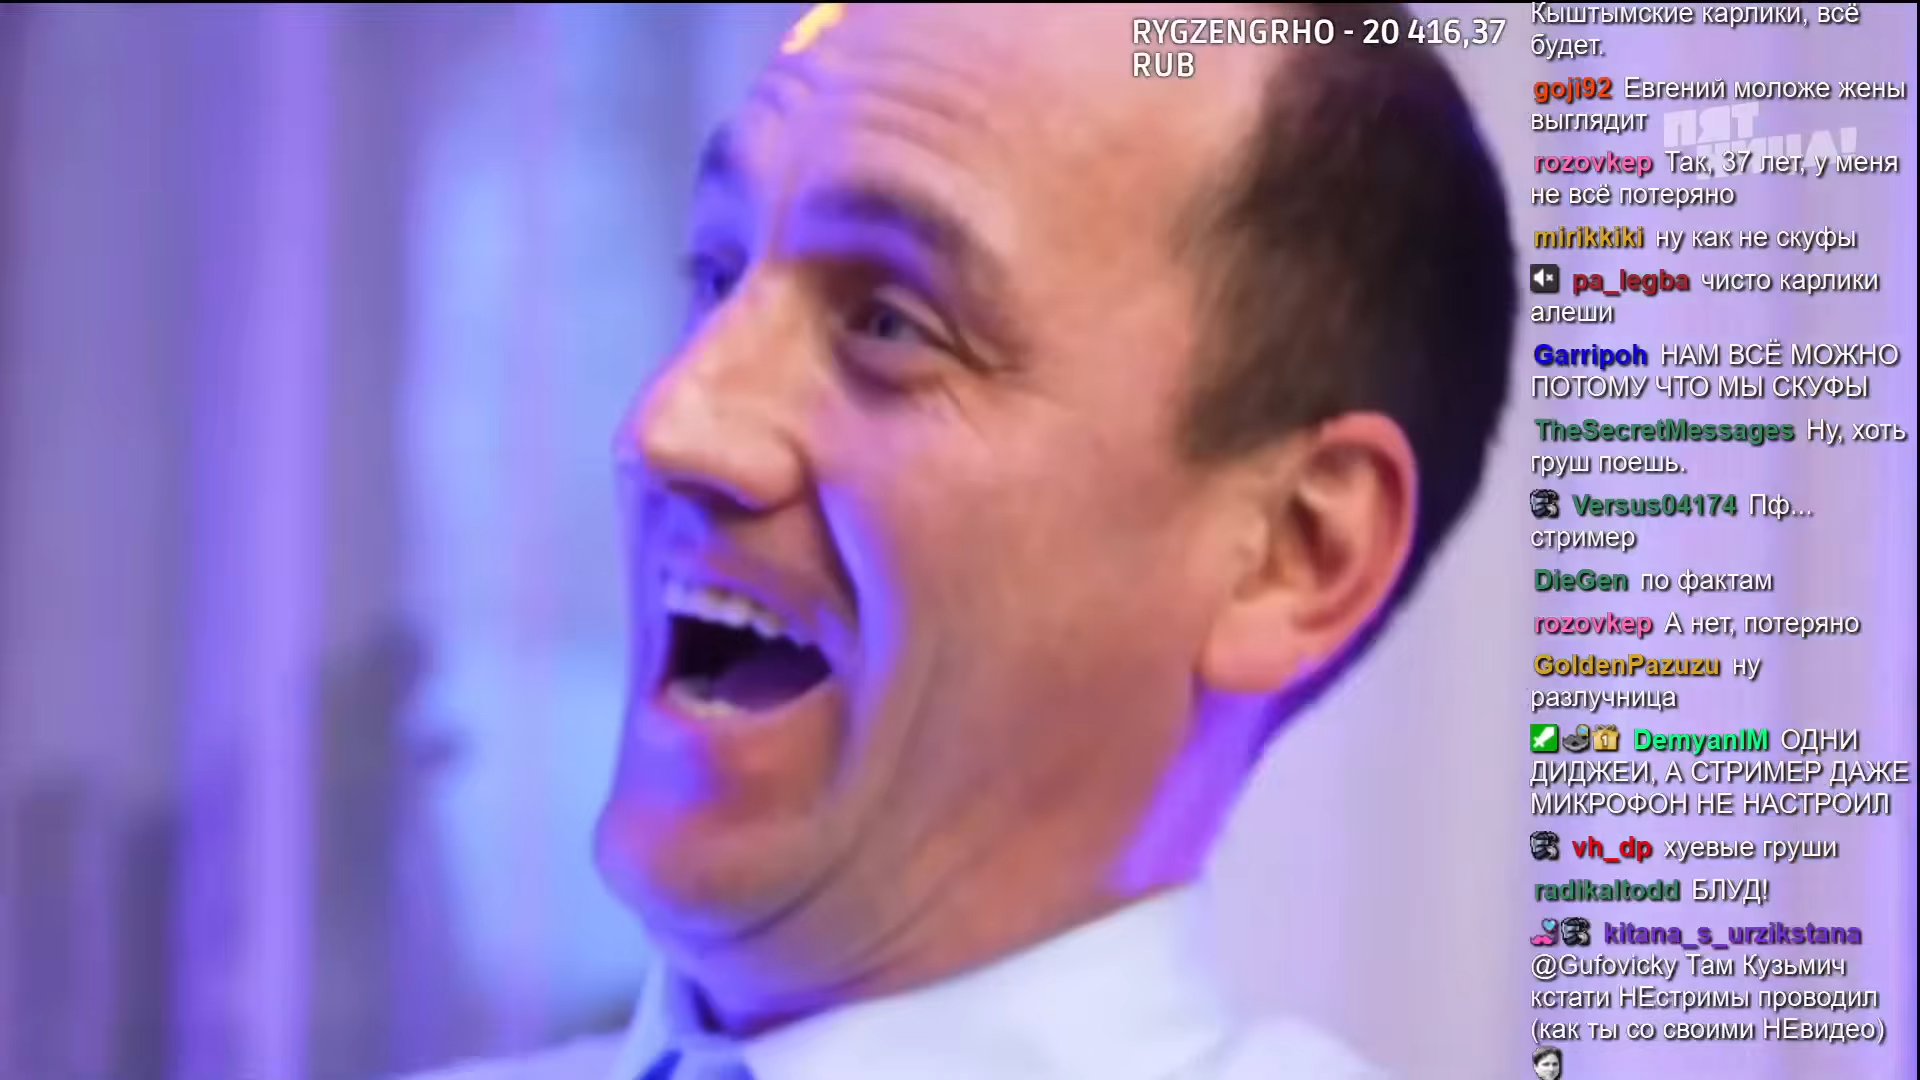 RYGZENGRHO - 20 416,37
RUB
Кыштымские карлики, всё
будет.
goji92 Евгений моложе жены
выглядит
ПЯТНИЦА!
rozovkep Так, 37 лет, у меня
не всё потеряно
mirikkiki ну как не скуфы
pa_legba чисто карлики
алеши
Garripoh НАМ ВСЁ МОЖНО
ПОТОМУ ЧТО МЫ СКУФЫ
TheSecretMessages Ну, хоть
груш поешь.
Versus04174 Пф...
стример
DieGen по фактам
rozovkep А нет, потеряно
GoldenPazuzu ну
разлучница
1 DemyanIM ОДНИ
ДИДЖЕИ, А СТРИМЕР ДАЖЕ
МИКРОФОН НЕ НАСТРОИЛ
vh_dp хуевые груши
radikaltodd БЛУД!
kitana_s_urzikstana
@Gufovicky Там Кузьмич
кстати НЕстримы проводил
(как ты со своими НЕвидео)